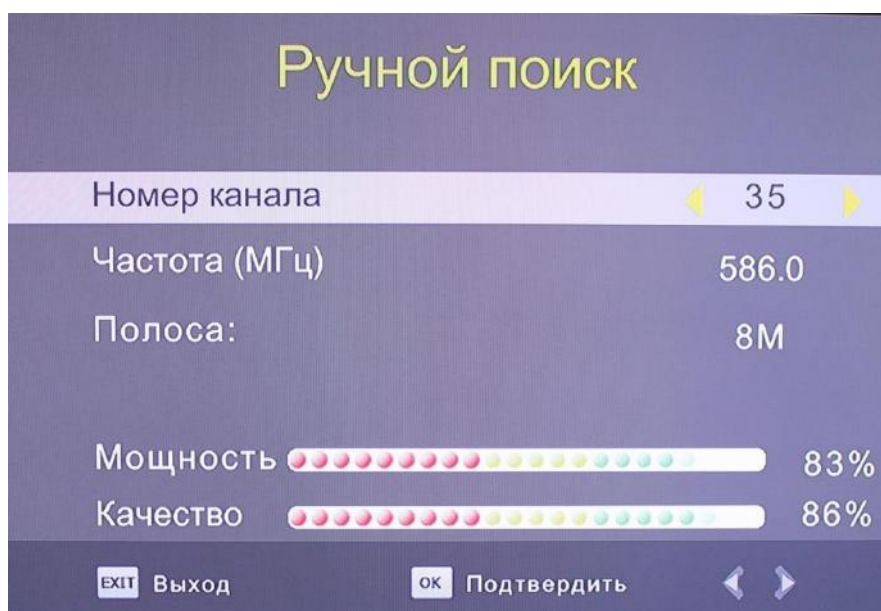 Ручной поиск
Номер канала 35
Частота (МГц) 586.0
Полоса: 8M
Мощность 83%
Качество 86%
EXIT Выход OK Подтвердить